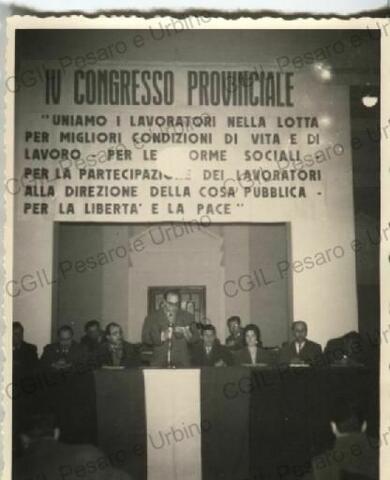 IV CONGRESSO PROVINCIALE
"UNIAMO I LAVORATORI NELLA LOTTA
PER MIGLIORI CONDIZIONI DI VITA E DI
LAVORO PER LE ORME SOCIALI
PER LA PARTECIPAZIONE DEI LAVORATORI
ALLA DIREZIONE DELLA COSA PUBBLICA -
PER LA LIBERTA' E LA PACE"
CGIL Pesaro e Urbino